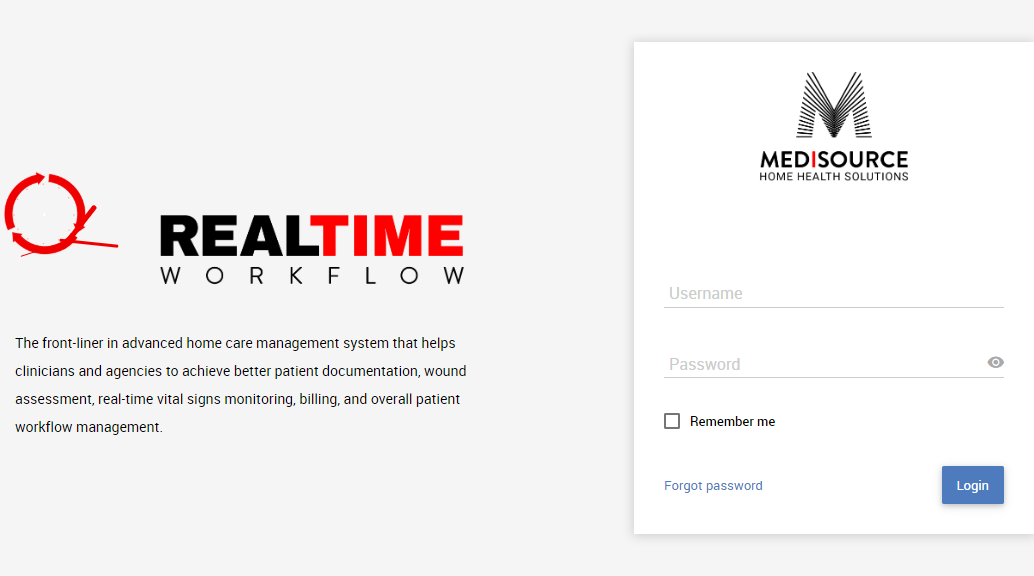 REALTIME
WORKFLOW
The front-liner in advanced home care management system that helps
clinicians and agencies to achieve better patient documentation, wound
assessment, real-time vital signs monitoring, billing, and overall patient
workflow management.
MEDISOURCE
HOME HEALTH SOLUTIONS
Username
Password
Remember me
Forgot password
Login